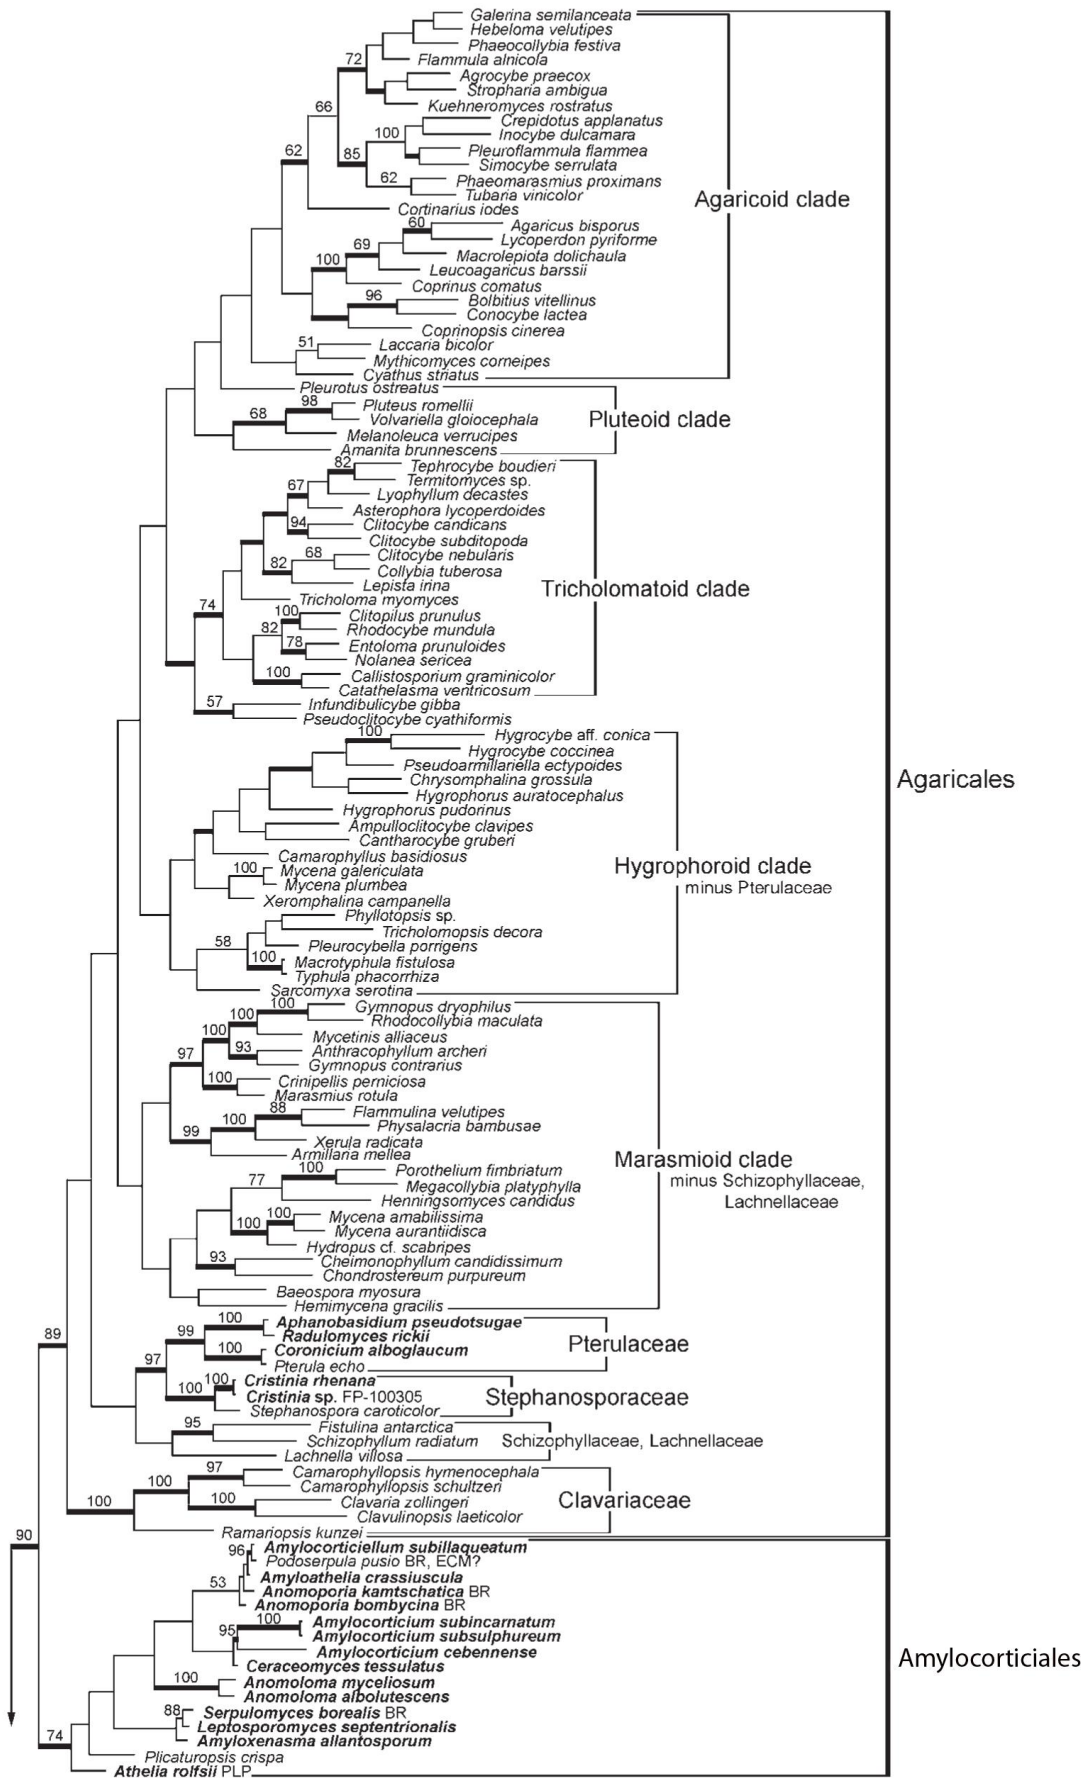 Galerina semilanceata
Hebeloma velutipes
Phaeocollybia festiva
Flammula alnicola
72
Agrocybe praecox
Stropharia ambigua
Kuehneromyces rostratus
66
Crepidotus applanatus
100
Inocybe dulcamara
Pleuroflammula flammea
85
Simocybe serrulata
62
62
Phaeomarasmius proximans
Tubaria vinicolor
Agaricoid clade
Cortinarius iodes
60
Agaricus bisporus
Lycoperdon pyriforme
69
Macrolepiota dolichaula
100
Leucoagaricus barssii
Coprinus comatus
96
Bolbitius vitellinus
Conocybe lactea
Coprinopsis cinerea
51
Laccaria bicolor
Mythicomyces corneipes
Cyathus striatus
Pleurotus ostreatus
98
Pluteus romellii
68
Volvariella gloiocephala
Pluteoid clade
Melanoleuca verrucipes
Amanita brunnescens
82
Tephrocybe boudieri
Termitomyces sp.
67
Lyophyllum decastes
Asterophora lycoperdoides
94
Clitocybe candicans
Clitocybe subditopoda
68
Clitocybe nebularis
82
Collybia tuberosa
Lepista irina
Tricholomatoid clade
Tricholoma myomyces
74
100
Clitopilus prunulus
82
Rhodocybe mundula
78
Entoloma prunuloides
Nolanea sericea
100
Callistosporium graminicolor
Catathelasma ventricosum
57
Infundibulicybe gibba
Pseudoclitocybe cyathiformis
100
Hygrocybe aff. conica
Hygrocybe coccinea
Pseudoarmillariella ectypoides
Chrysomphalina grossula
Agaricales
Hygrophorus auratocephalus
Hygrophorus pudorinus
Ampulloclitocybe clavipes
Cantharocybe gruberi
Camarophyllus basidiosus
Hygrophoroid clade
minus Pterulaceae
100
Mycena galericulata
Mycena plumbea
Xeromphalina campanella
Phyllotopsis sp.
Tricholomopsis decora
58
Pleurocybella porrigens
100
Macrotyphula fistulosa
Typhula phacorrhiza
Sarcomyxa serotina
100
Gymnopus dryophilus
100
Rhodocollybia maculata
100
Mycetinis alliaceus
97
93
Anthracophyllum archeri
Gymnopus contrarius
100
Crinipellis perniciosa
Marasmius rotula
88
Flammulina velutipes
100
Physalacria bambusae
99
Xerula radicata
Armillaria mellea
Marasmioid clade
minus Schizophyllaceae,
Lachnellaceae
100
Porothelium fimbriatum
77
Megacollybia platyphylla
Henningsomyces candidus
100
Mycena amabilissima
100
Mycena aurantiidisca
Hydropus cf. scabripes
93
Cheimonophyllum candidissimum
Chondrostereum purpureum
Baeospora myosura
Hemimycena gracilis
100
Aphanobasidium pseudotsugae
99
Radulomyces rickii
Pterulaceae
89
100
Coronicium alboglaucum
97
Pterula echo
100
Cristinia rhenana
100
Cristinia sp. FP-100305
Stephanosporaceae
Stephanospora caroticolor
95
Fistulina antarctica
Schizophyllum radiatum
Schizophyllaceae, Lachnellaceae
Lachnella villosa
97
Camarophyllopsis hymenocephala
100
Camarophyllopsis schultzeri
100
100
Clavaria zollingeri
Clavariaceae
Clavulinopsis laeticolor
Ramariopsis kunzei
90
96
Amylocorticiellum subillaqueatum
Podoserpula pusio BR, ECM?
Amyloathelia crassiuscula
53
Anomoporia kamtschatica BR
Anomoporia bombycina BR
100
Amylocorticium subincarnatum
95
Amylocorticium subsulphureum
Amylocorticium cebennense
Amylocorticiales
Ceraceomyces tessulatus
100
Anomoloma myceliosum
Anomoloma albolutescens
88
Serpulomyces borealis BR
Leptosporomyces septentrionalis
74
Amyloxenasma allantosporum
Plicaturopsis crispa
Athelia rolfsii PLP